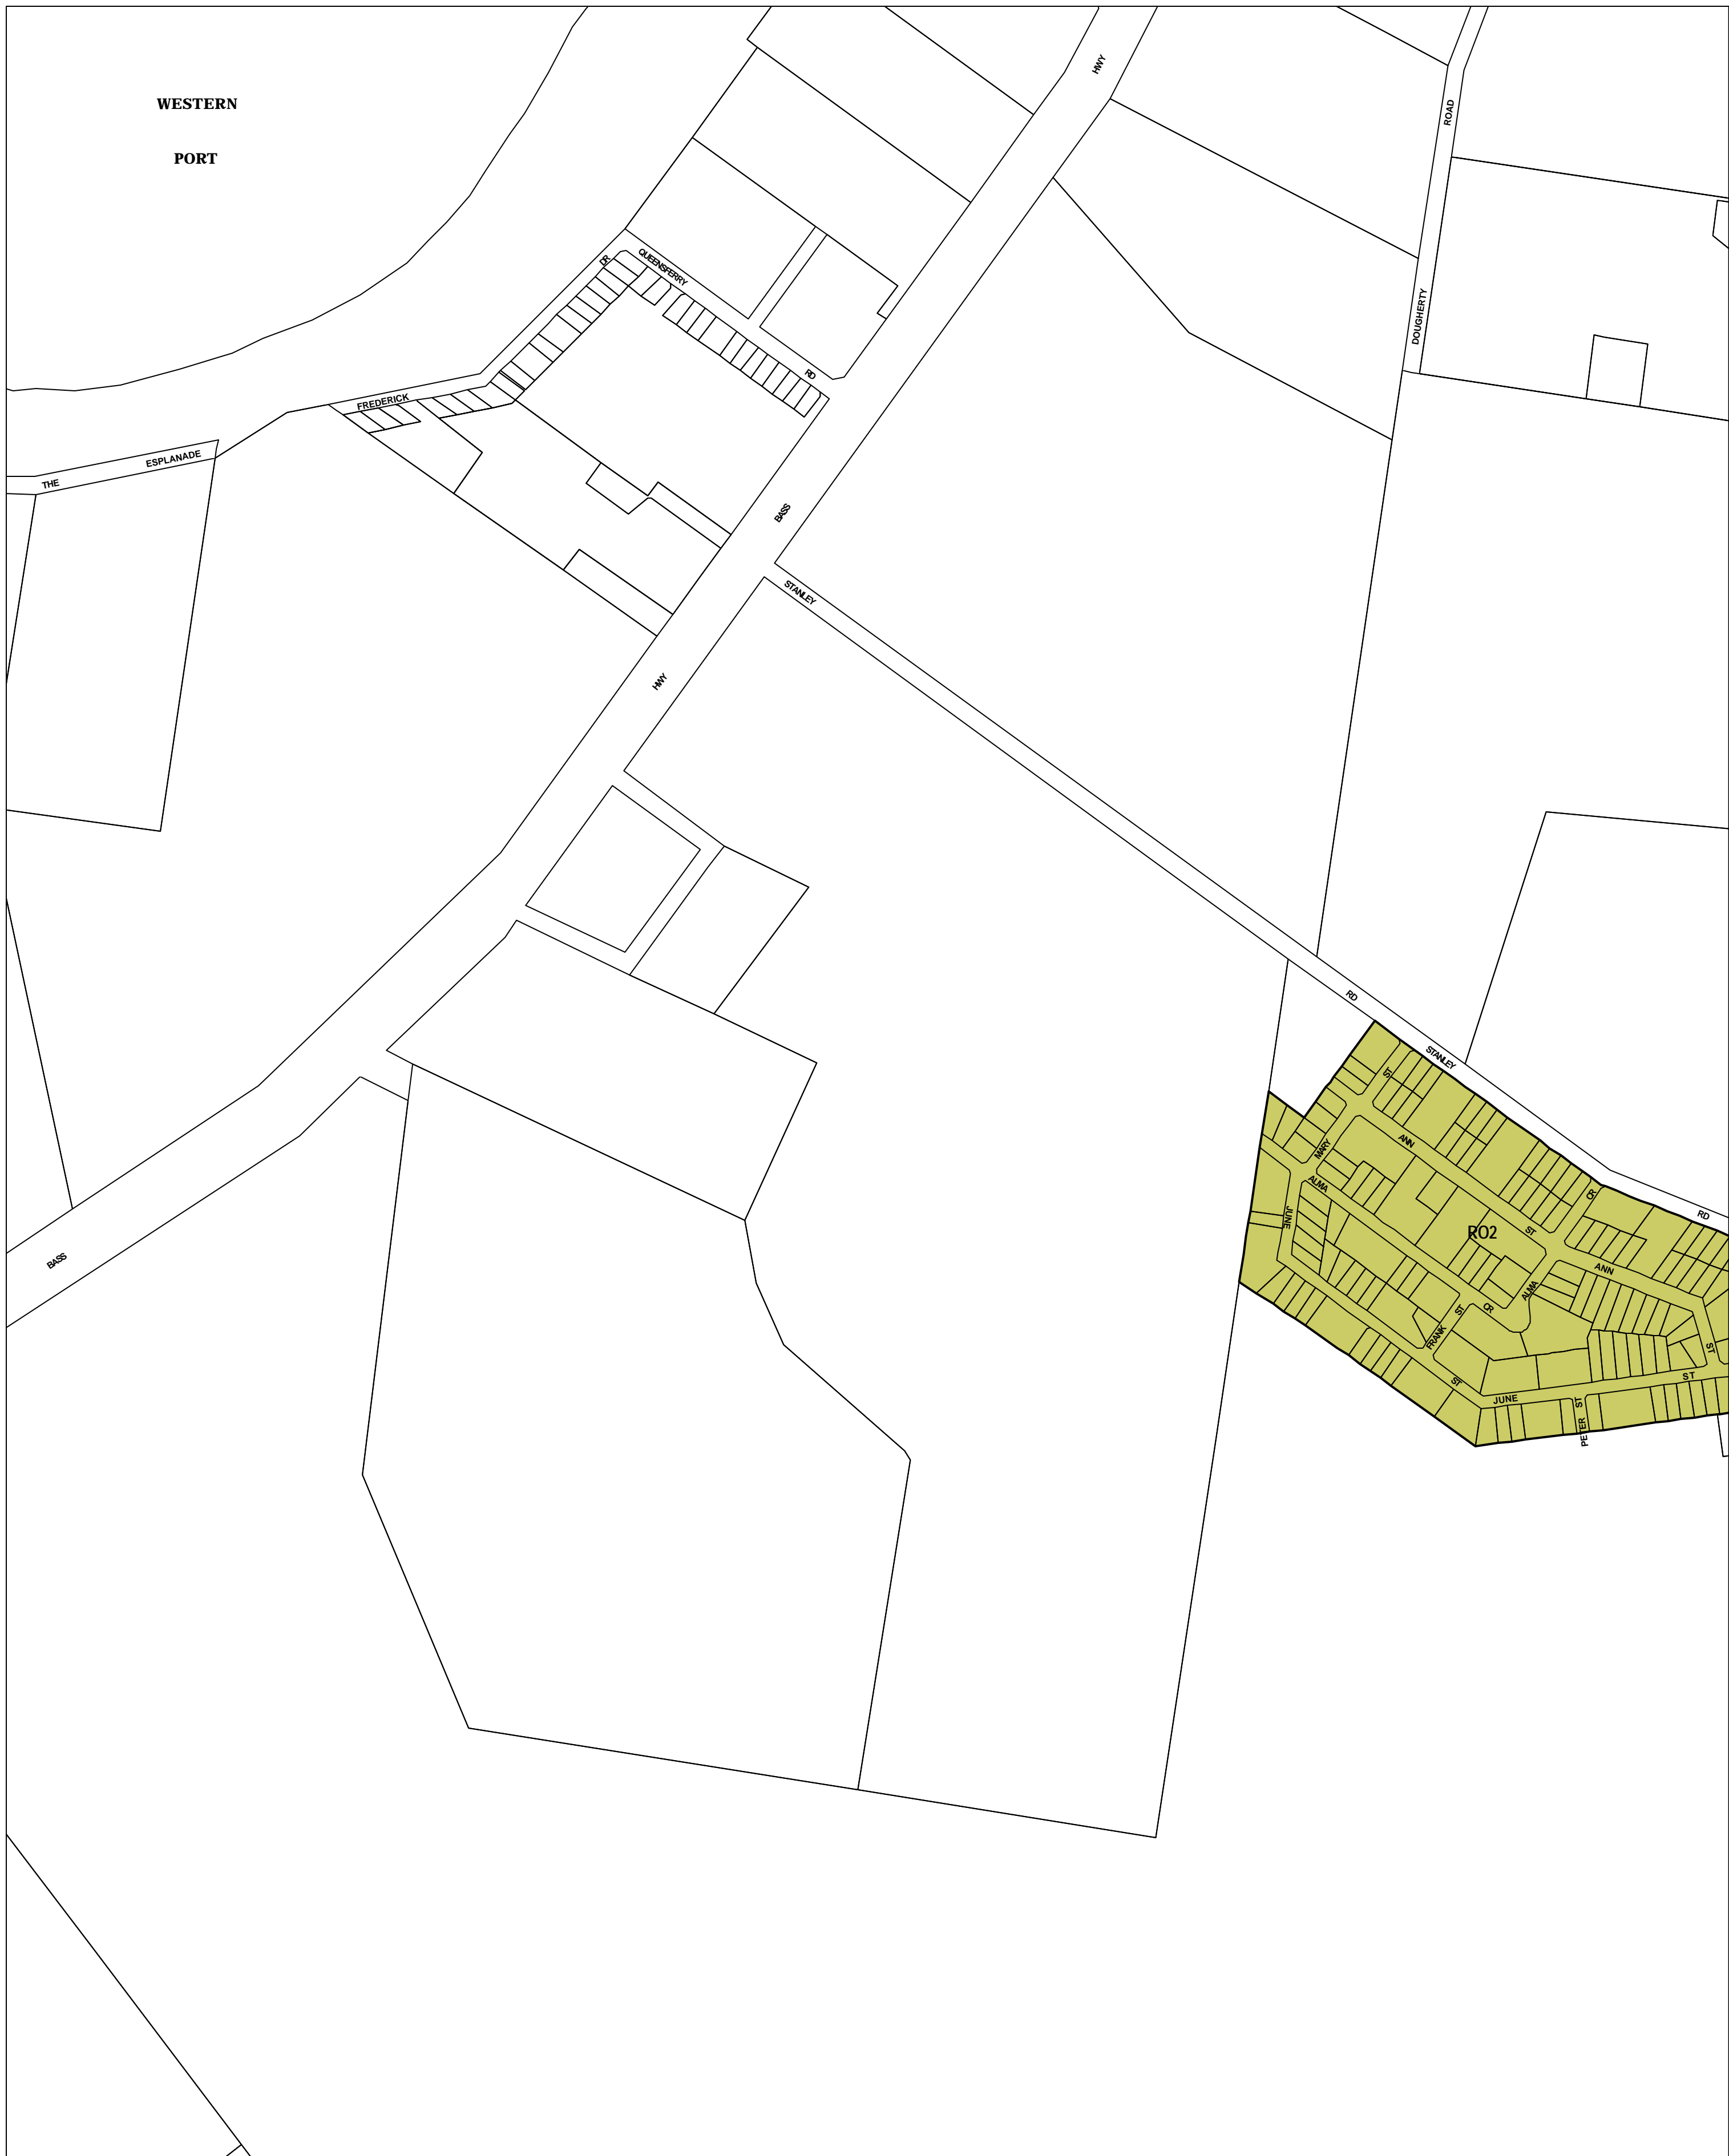 WESTERN
PORT
HWY
ROAD
DOUGHERTY
DR
QUEENSFERRY
RD
FREDERICK
THE ESPLANADE
BASS
STANLEY
HWY
RD
STANLEY
ST
ANN
MARY
ALMA
JUNE
CR
RD
RO2
ST
ANN
ALMA
CR
ST
FRANK
ST
ST
ST
JUNE
ST
PETER
BASS